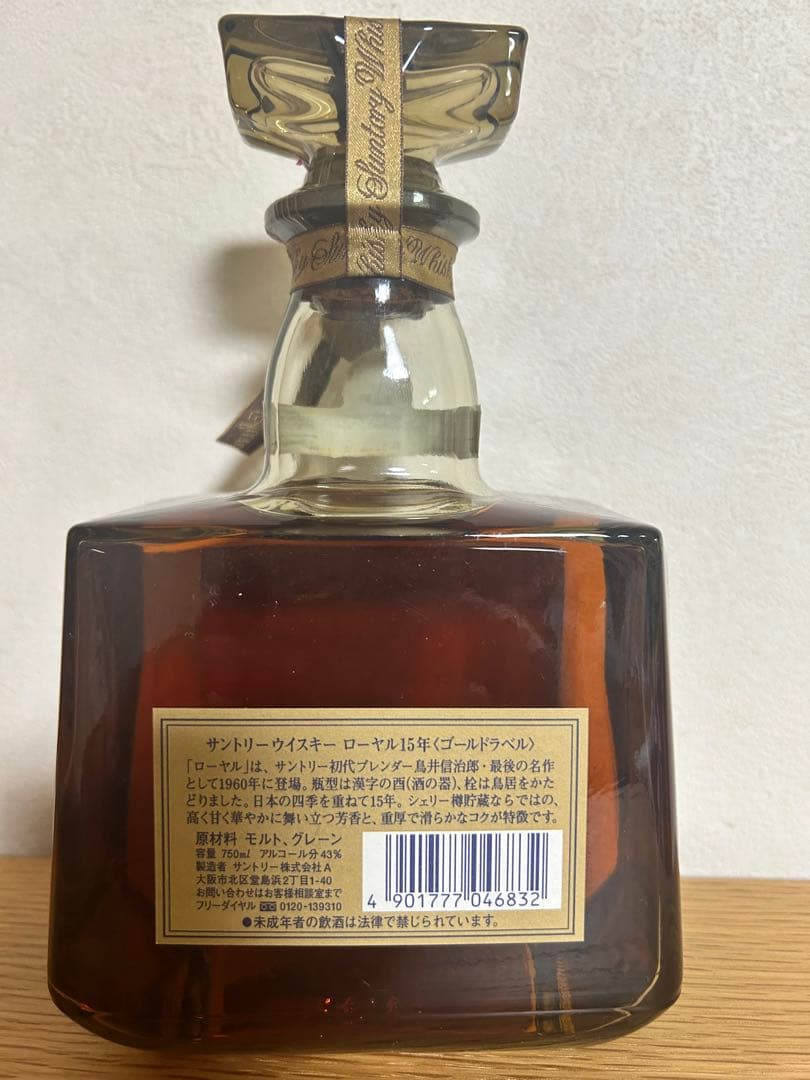 Suntory Whis
Whisky
サントリーウイスキー ローヤル15年〈ゴールドラベル〉
「ローヤル」は、サントリー初代ブレンダー鳥井信治郎・最後の名作
として1960年に登場。瓶型は漢字の酉(酒の器)、栓は鳥居をかた
どりました。日本の四季を重ねて15年。シェリー樽貯蔵ならではの、
高く甘く華やかに舞い立つ芳香と、重厚で滑らかなコクが特徴です。
原材料 モルト、グレーン
容量 750ml アルコール分43%
製造者 サントリー株式会社A
大阪市北区堂島浜2丁目1-40
お問い合わせはお客様相談室まで
フリーダイヤル 0120-139310
4 901777 046832
●未成年者の飲酒は法律で禁じられています。